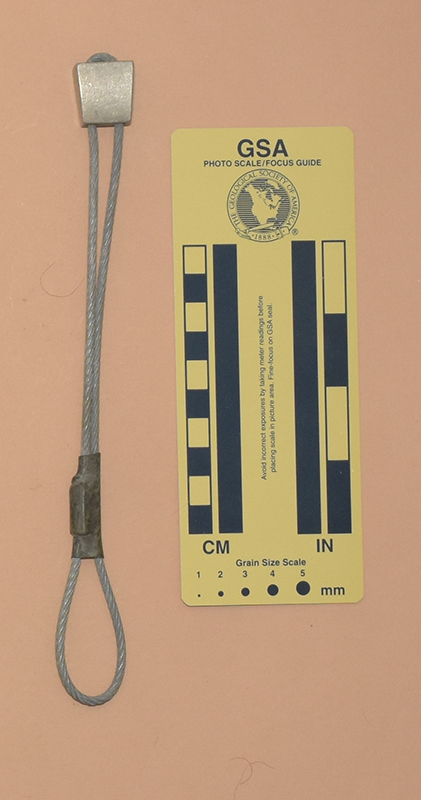 GSA
PHOTO SCALE/FOCUS GUIDE
THE GEOLOGICAL SOCIETY OF AMERICA
1888
®
Avoid incorrect exposures by taking meter readings before
placing scale in picture area. Fine-focus on GSA seal.
CM IN
Grain Size Scale
1 2 3 4 5
mm